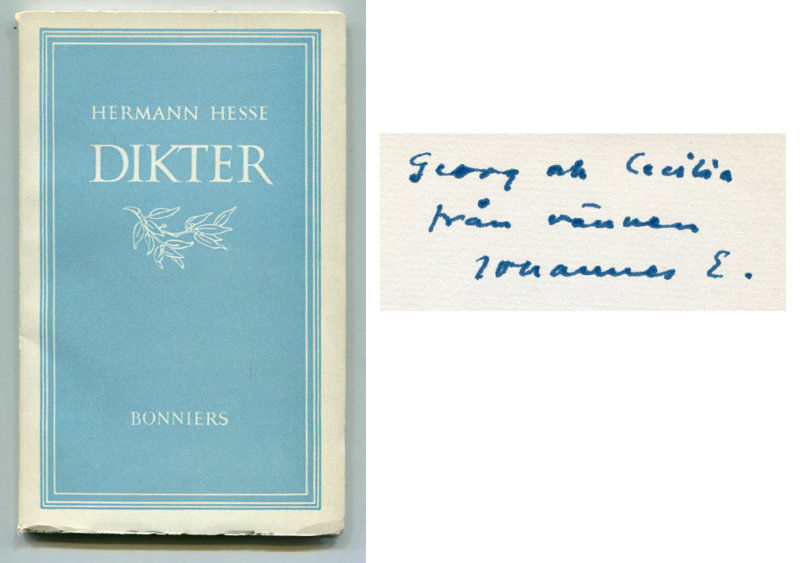 HERMANN HESSE
DIKTER
BONNIERS
Georg och Cecilia
från vännen
Johannes E.